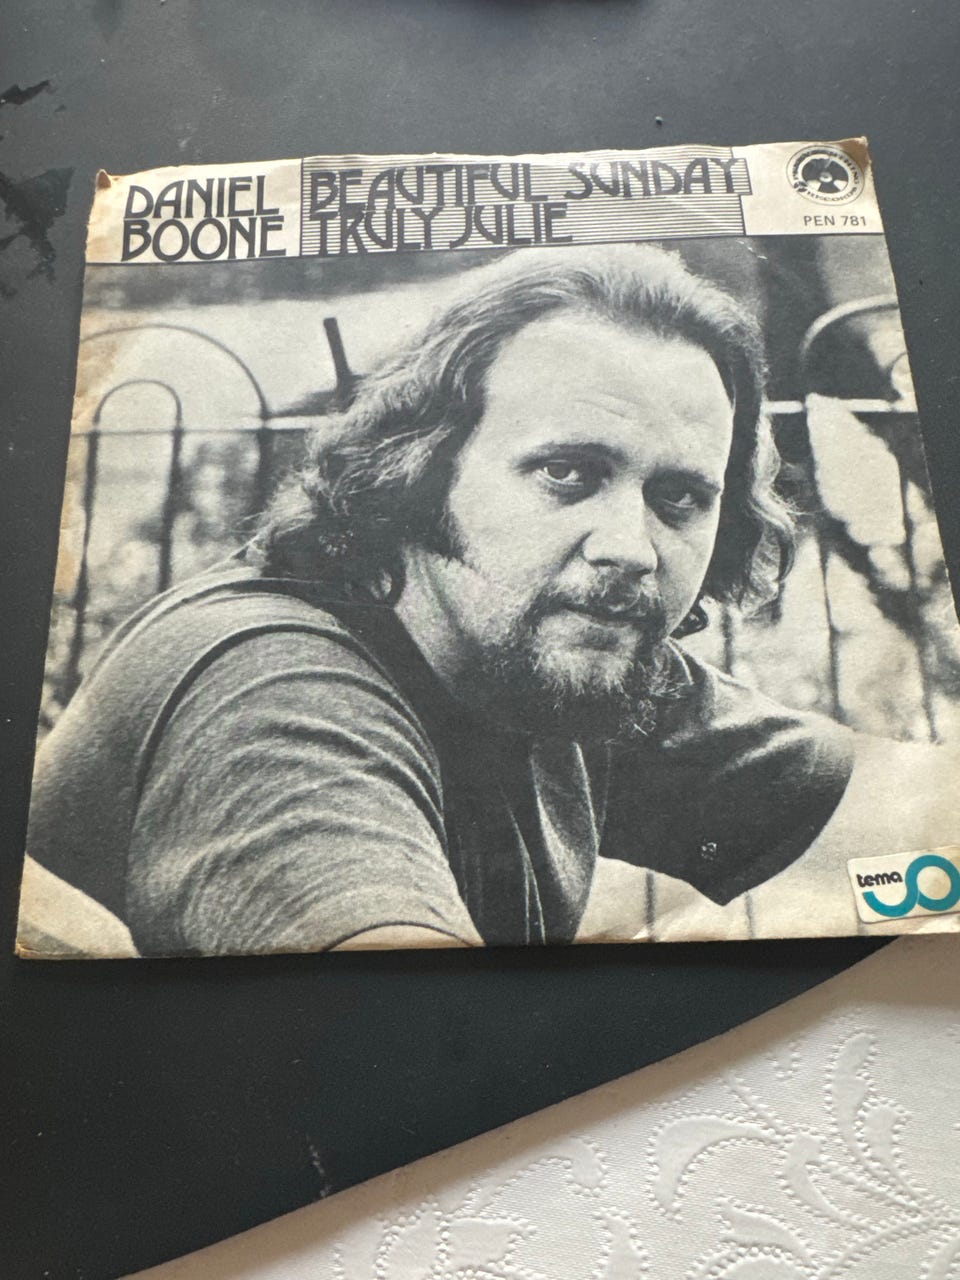 DANIEL
BOONE
BEAUTIFUL SUNDAY
TRULY JULIE
PEN 781
tema